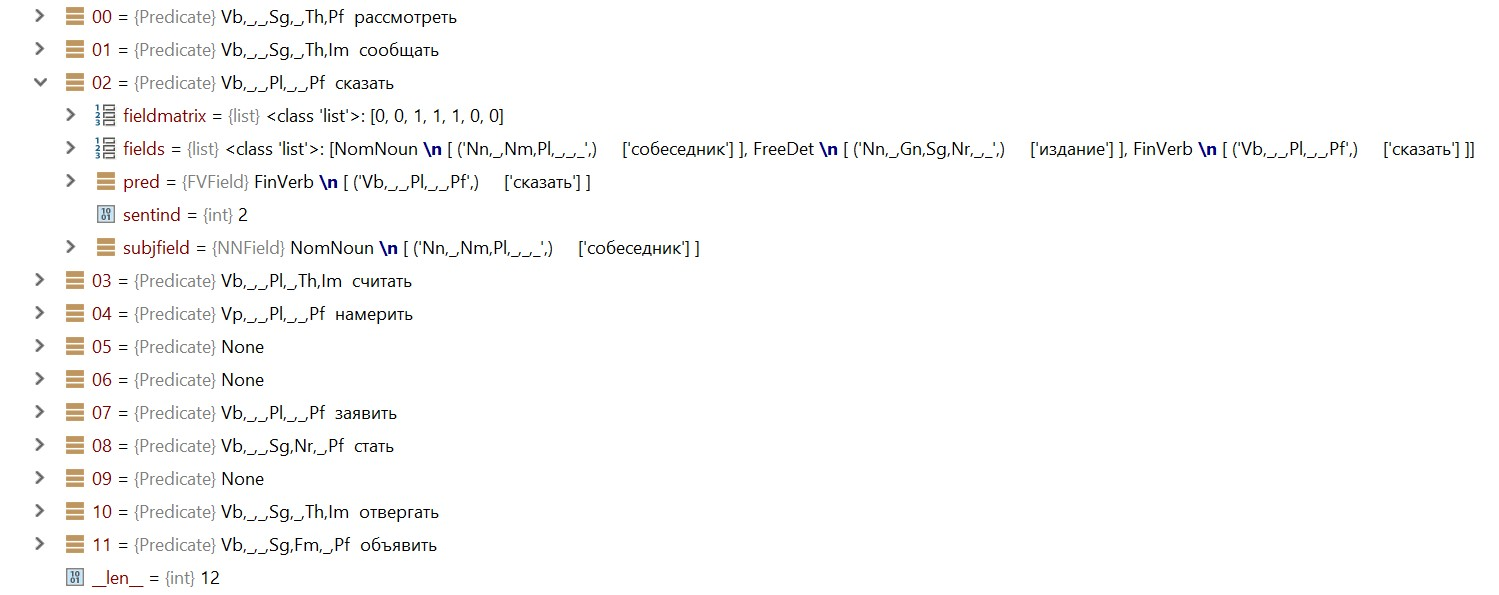 00 = {Predicate} Vb,_,_,Sg,_,Th,Pf рассмотреть
01 = {Predicate} Vb,_,_,Sg,_,Th,Im сообщать
02 = {Predicate} Vb,_,_,Pl,_,_,Pf сказать
fieldmatrix = {list} <class 'list'>: [0, 0, 1, 1, 1, 0, 0]
fields = {list} <class 'list'>: [NomNoun \n [ ('Nn,_,Nm,Pl,_,_,_',) ['собеседник'] ], FreeDet \n [ ('Nn,_,Gn,Sg,Nr,_,_',) ['издание'] ], FinVerb \n [ ('Vb,_,_,Pl,_,_,Pf',) ['сказать'] ]]
pred = {FVField} FinVerb \n [ ('Vb,_,_,Pl,_,_,Pf',) ['сказать'] ]
sentind = {int} 2
subjfield = {NNField} NomNoun \n [ ('Nn,_,Nm,Pl,_,_,_',) ['собеседник'] ]
03 = {Predicate} Vb,_,_,Pl,_,Th,Im считать
04 = {Predicate} Vp,_,_,Pl,_,_,Pf намерить
05 = {Predicate} None
06 = {Predicate} None
07 = {Predicate} Vb,_,_,Pl,_,_,Pf заявить
08 = {Predicate} Vb,_,_,Sg,Nr,_,Pf стать
09 = {Predicate} None
10 = {Predicate} Vb,_,_,Sg,_,Th,Im отвергать
11 = {Predicate} Vb,_,_,Sg,Fm,_,Pf объявить
__len__ = {int} 12